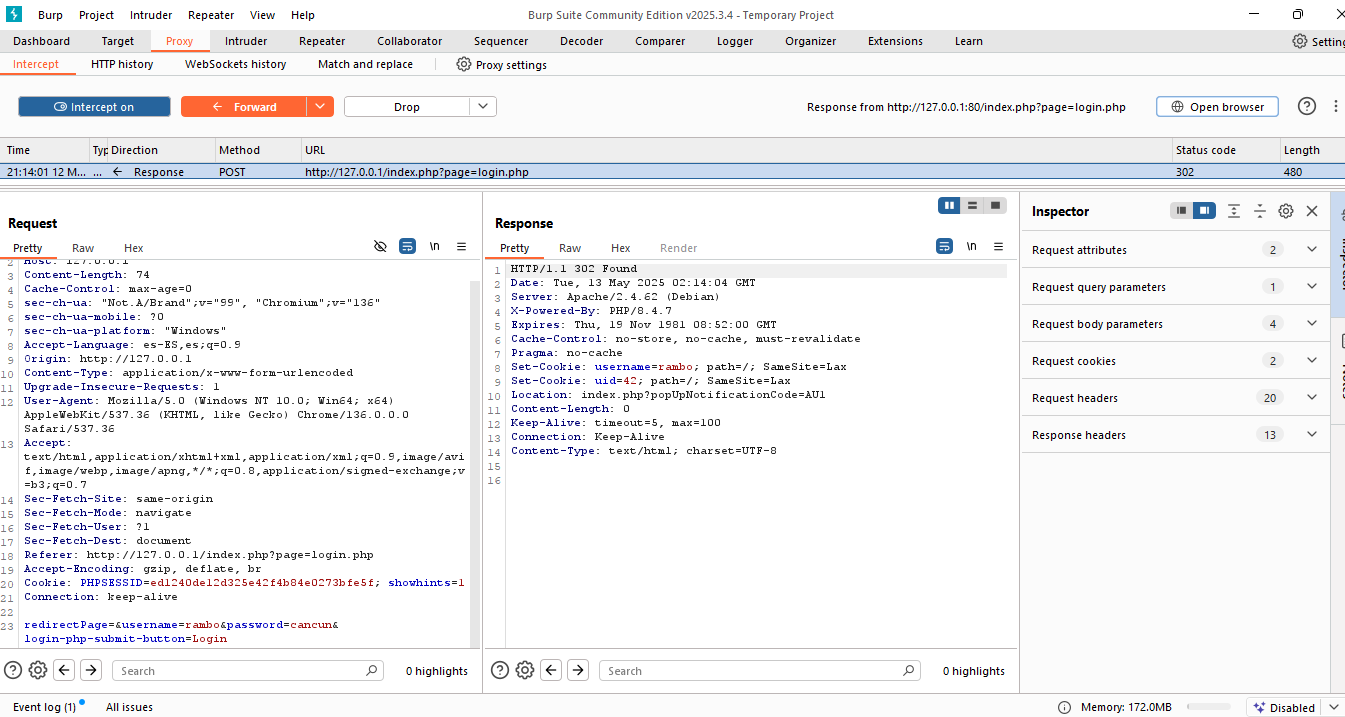 Burp Project Intruder Repeater View Help Burp Suite Community Edition v2025.3.4 - Temporary Project
Dashboard Target Proxy Intruder Repeater Collaborator Sequencer Decoder Comparer Logger Organizer Extensions Learn Setting
Intercept HTTP history WebSockets history Match and replace Proxy settings
Intercept on Forward Drop Response from http://127.0.0.1:80/index.php?page=login.php Open browser
Time Typ Direction Method URL Status code Length
21:14:01 12 M... ... Response POST http://127.0.0.1/index.php?page=login.php 302 480
Request
Pretty Raw Hex \n
2 Host: 127.0.0.1
3 Content-Length: 74
4 Cache-Control: max-age=0
5 sec-ch-ua: "Not.A/Brand";v="99", "Chromium";v="136"
6 sec-ch-ua-mobile: ?0
7 sec-ch-ua-platform: "Windows"
8 Accept-Language: es-ES,es;q=0.9
9 Origin: http://127.0.0.1
10 Content-Type: application/x-www-form-urlencoded
11 Upgrade-Insecure-Requests: 1
12 User-Agent: Mozilla/5.0 (Windows NT 10.0; Win64; x64)
AppleWebKit/537.36 (KHTML, like Gecko) Chrome/136.0.0.0
Safari/537.36
13 Accept:
text/html,application/xhtml+xml,application/xml;q=0.9,image/avi
f,image/webp,image/apng,*/*;q=0.8,application/signed-exchange;v
=b3;q=0.7
14 Sec-Fetch-Site: same-origin
15 Sec-Fetch-Mode: navigate
16 Sec-Fetch-User: ?1
17 Sec-Fetch-Dest: document
18 Referer: http://127.0.0.1/index.php?page=login.php
19 Accept-Encoding: gzip, deflate, br
20 Cookie: PHPSESSID=ed1240de12d325e42f4b84e0273bfe5f; showhints=1
21 Connection: keep-alive
22
23 redirectPage=&username=rambo&password=cancun&
login-php-submit-button=Login
Search 0 highlights
Response
Pretty Raw Hex Render \n
1 HTTP/1.1 302 Found
2 Date: Tue, 13 May 2025 02:14:04 GMT
3 Server: Apache/2.4.62 (Debian)
4 X-Powered-By: PHP/8.4.7
5 Expires: Thu, 19 Nov 1981 08:52:00 GMT
6 Cache-Control: no-store, no-cache, must-revalidate
7 Pragma: no-cache
8 Set-Cookie: username=rambo; path=/; SameSite=Lax
9 Set-Cookie: uid=42; path=/; SameSite=Lax
10 Location: index.php?popUpNotificationCode=AU1
11 Content-Length: 0
12 Keep-Alive: timeout=5, max=100
13 Connection: Keep-Alive
14 Content-Type: text/html; charset=UTF-8
15
16
Search 0 highlights
Inspector
Request attributes 2
Request query parameters 1
Request body parameters 4
Request cookies 2
Request headers 20
Response headers 13
Event log (1) All issues Memory: 172.0MB Disabled